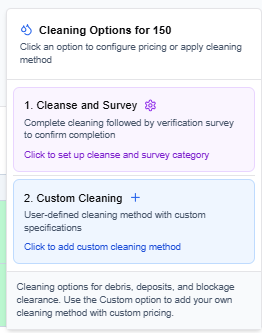 Cleaning Options for 150
Click an option to configure pricing or apply cleaning
method
1. Cleanse and Survey
Complete cleaning followed by verification survey
to confirm completion
Click to set up cleanse and survey category
2. Custom Cleaning
User-defined cleaning method with custom
specifications
Click to add custom cleaning method
Cleaning options for debris, deposits, and blockage
clearance. Use the Custom option to add your own
cleaning method with custom pricing.